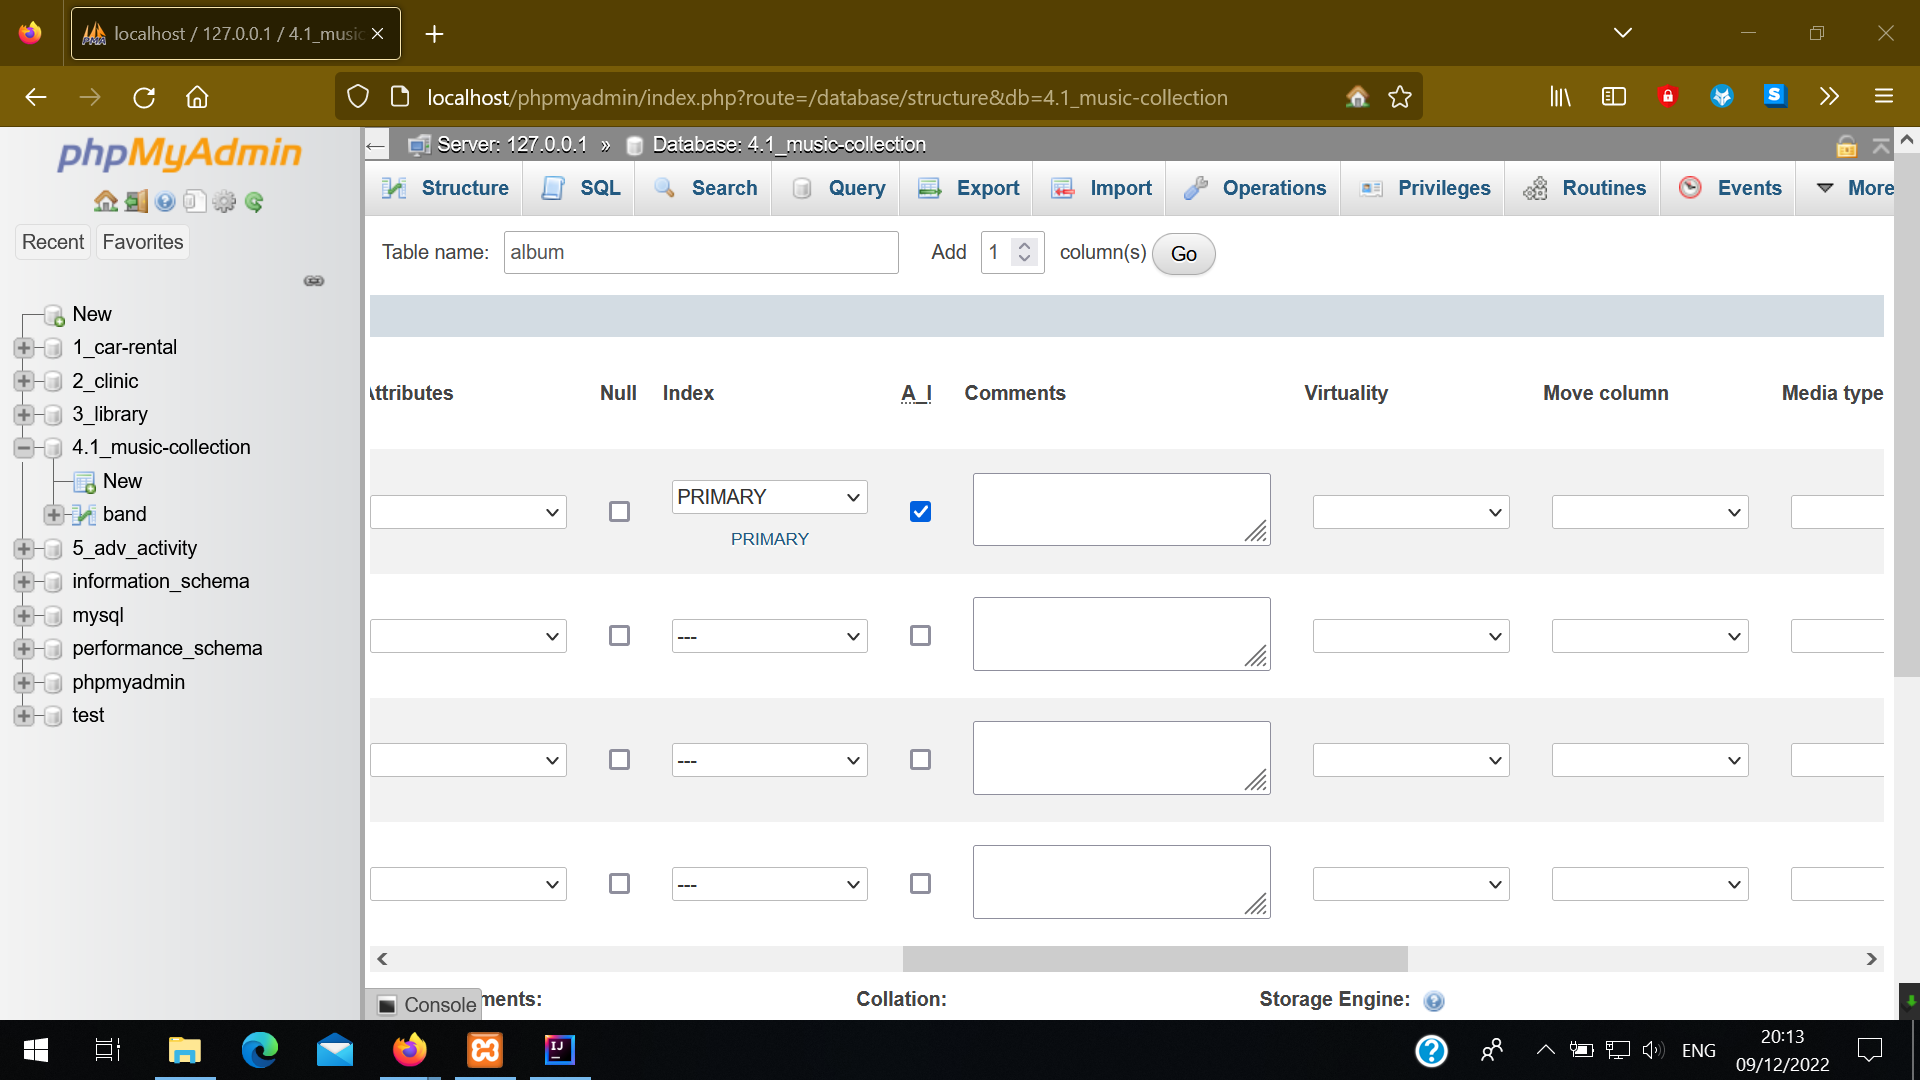 localhost / 127.0.0.1 / 4.1_music
localhost/phpmyadmin/index.php?route=/database/structure&db=4.1_music-collection
phpMyAdmin
Recent
Favorites
New
1_car-rental
2_clinic
3_library
4.1_music-collection
New
band
5_adv_activity
information_schema
mysql
performance_schema
phpmyadmin
test
Server: 127.0.0.1 » Database: 4.1_music-collection
Structure SQL Search Query Export Import Operations Privileges Routines Events More
Table name: album Add 1 column(s) Go
Attributes Null Index A_I Comments Virtuality Move column Media type
PRIMARY
PRIMARY
---
---
---
Console
ments: Collation: Storage Engine:
ENG
20:13
09/12/2022